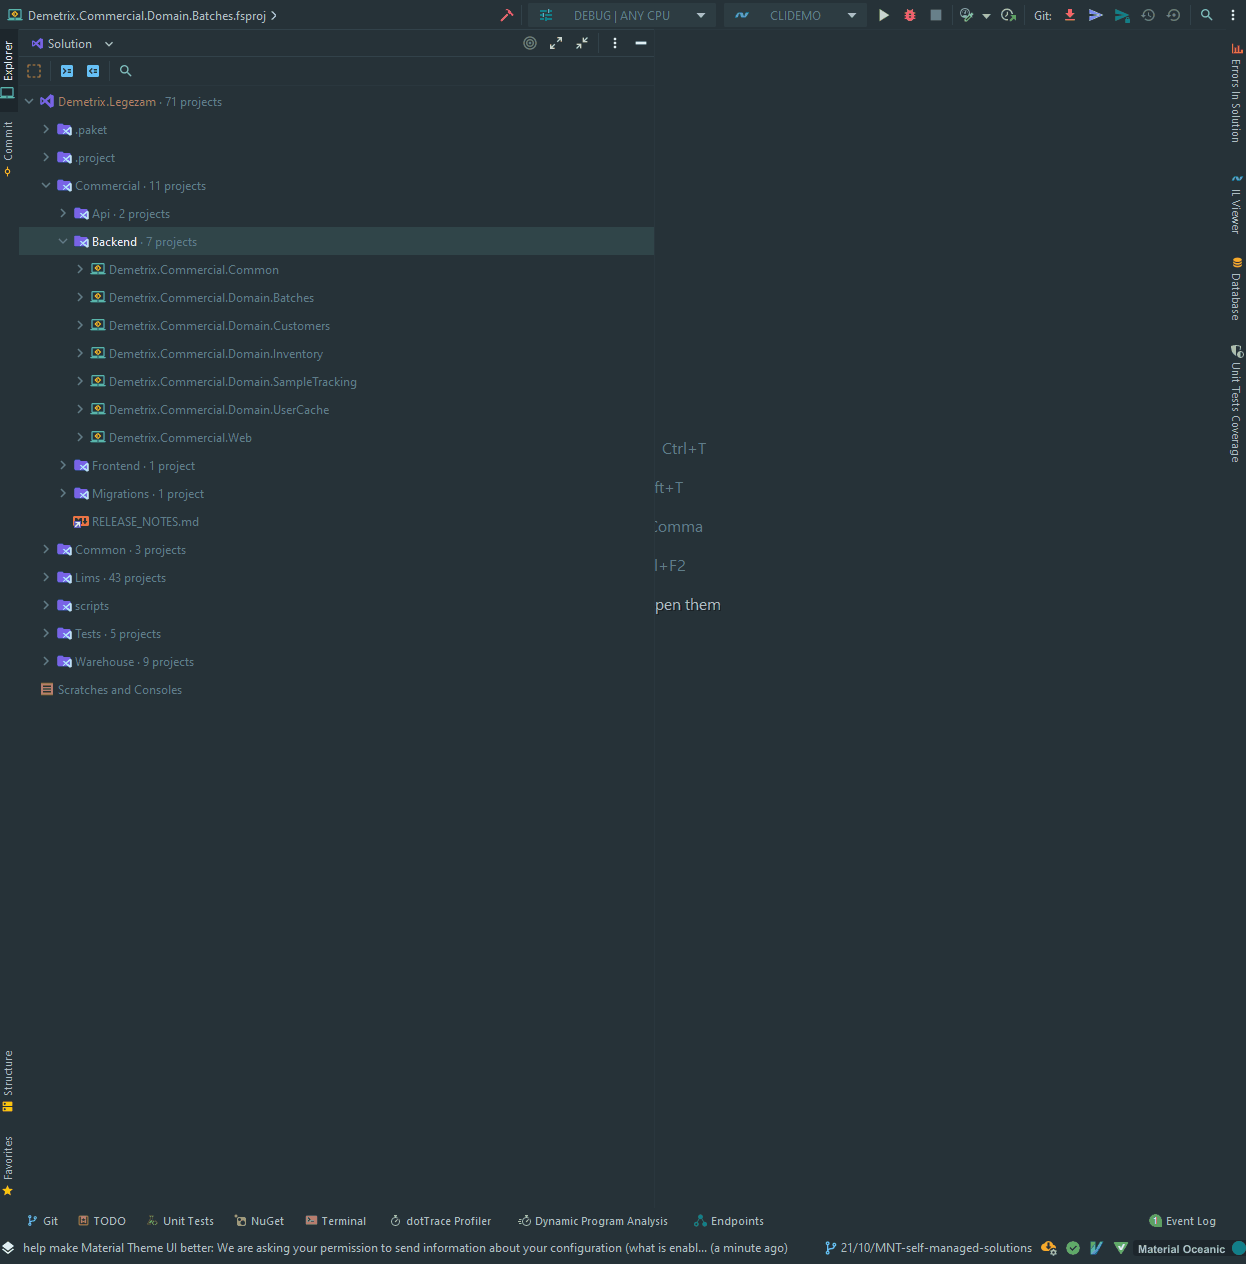 Demetrix.Commercial.Domain.Batches.fsproj
DEBUG | ANY CPU
CLIDEMO
Git:
Solution
Explorer
Commit
Structure
Favorites
Demetrix.Legezam · 71 projects
.paket
.project
Commercial · 11 projects
Api · 2 projects
Backend · 7 projects
Demetrix.Commercial.Common
Demetrix.Commercial.Domain.Batches
Demetrix.Commercial.Domain.Customers
Demetrix.Commercial.Domain.Inventory
Demetrix.Commercial.Domain.SampleTracking
Demetrix.Commercial.Domain.UserCache
Demetrix.Commercial.Web
Frontend · 1 project
Migrations · 1 project
RELEASE_NOTES.md
Common · 3 projects
Lims · 43 projects
scripts
Tests · 5 projects
Warehouse · 9 projects
Scratches and Consoles
Ctrl+T
ft+T
Comma
l+F2
pen them
Errors In Solution
IL Viewer
Database
Unit Tests Coverage
Git
TODO
Unit Tests
NuGet
Terminal
dotTrace Profiler
Dynamic Program Analysis
Endpoints
1 Event Log
help make Material Theme UI better: We are asking your permission to send information about your configuration (what is enabl... (a minute ago)
21/10/MNT-self-managed-solutions
Material Oceanic